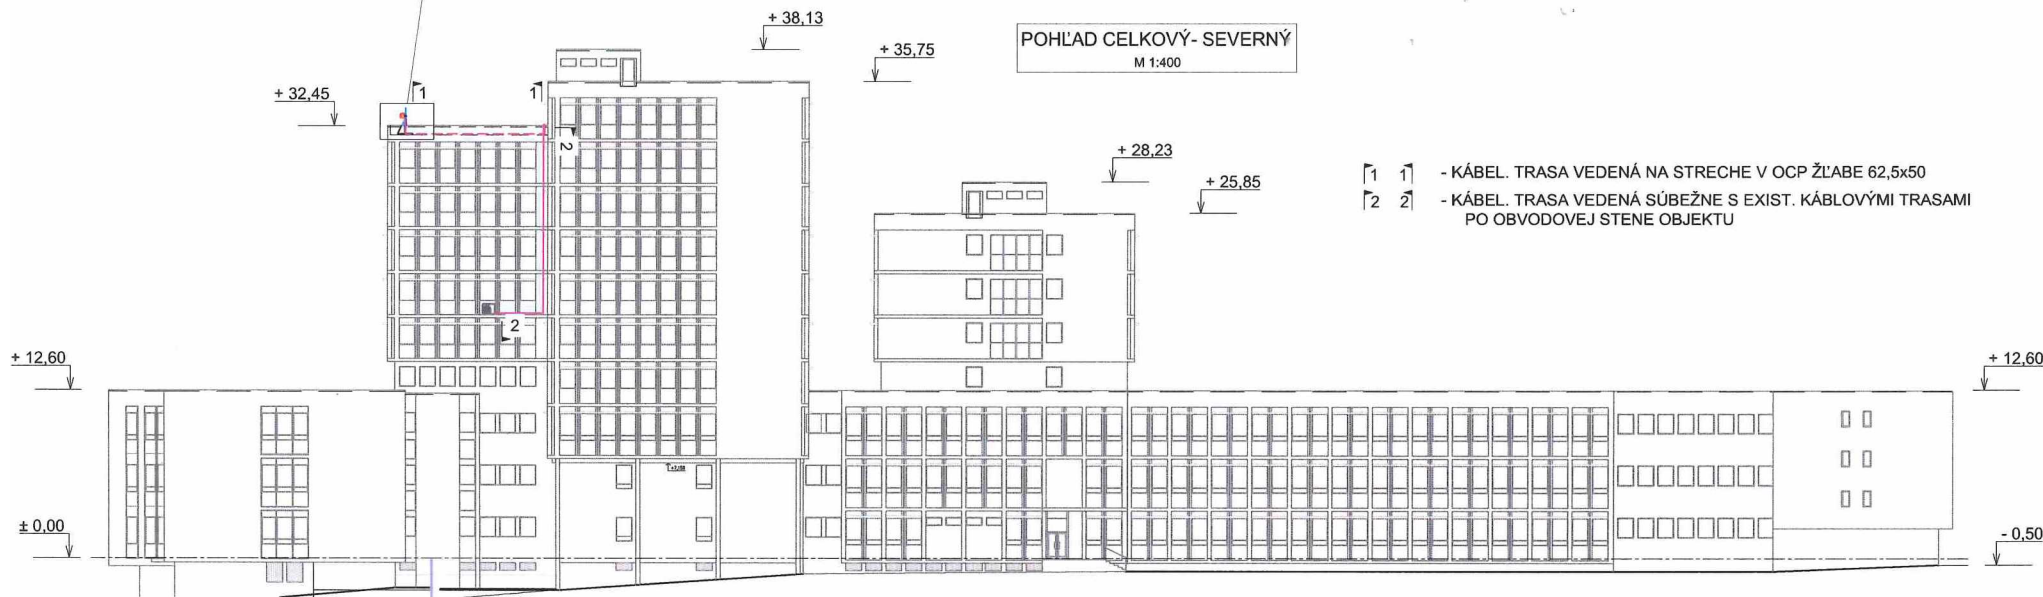 + 38,13
POHĽAD CELKOVÝ- SEVERNÝ
M 1:400
+ 35,75
+ 32,45
1 1
2
+ 28,23
+ 25,85
1 1 - KÁBEL. TRASA VEDENÁ NA STRECHE V OCP ŽĽABE 62,5x50
2 2 - KÁBEL. TRASA VEDENÁ SÚBEŽNE S EXIST. KÁBLOVÝMI TRASAMI
PO OBVODOVEJ STENE OBJEKTU
2
+ 12,60
+ 12,60
± 0,00
- 0,50